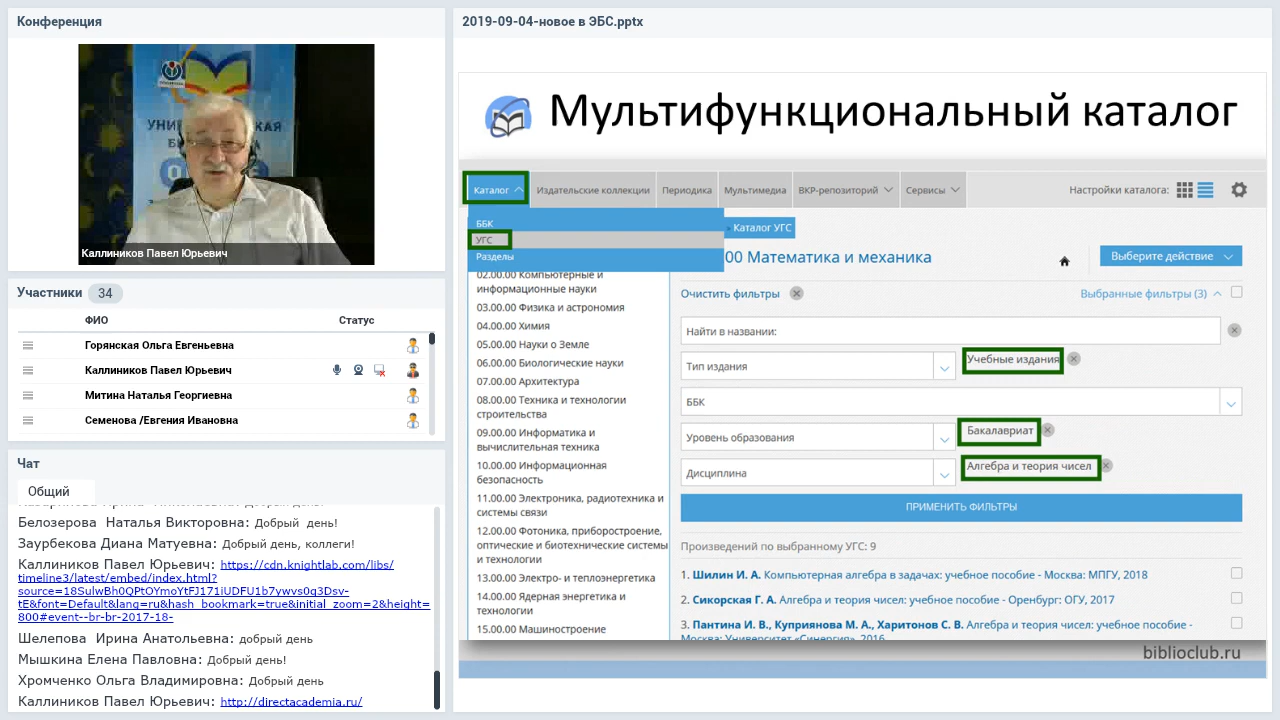 Конференция
УНИ
СКАЯ
Каллиников Павел Юрьевич
Участники 34
ФИО Статус
Горянская Ольга Евгеньевна
Каллиников Павел Юрьевич
Митина Наталья Георгиевна
Семенова /Евгения Ивановна
Чат
Общий
Белозерова Наталья Викторовна: Добрый день!
Заурбекова Диана Матуевна: Добрый день, коллеги!
Каллиников Павел Юрьевич: https://cdn.knightlab.com/libs/
timeline3/latest/embed/index.html?
source=18SulwBh0QPtOYmoYtFJ171iUDFU1b7ywvs0q3Dsv-
tE&font=Default&lang=ru&hash_bookmark=true&initial_zoom=2&height=
800#event--br-br-2017-18-
Шелепова Ирина Анатольевна: добрый день
Мышкина Елена Павловна: Добрый день!
Хромченко Ольга Владимировна: Добрый день
Каллиников Павел Юрьевич: http://directacademia.ru/
2019-09-04-новое в ЭБС.pptx
Мультифункциональный каталог
Каталог Издательские коллекции Периодика Мультимедиа ВКР-репозиторий Сервисы Настройки каталога:
ББК
УГС
Разделы
Каталог УГС
00 Математика и механика
Выберите действие
02.00.00 Компьютерные и
информационные науки
03.00.00 Физика и астрономия
04.00.00 Химия
05.00.00 Науки о Земле
06.00.00 Биологические науки
07.00.00 Архитектура
08.00.00 Техника и технологии
строительства
09.00.00 Информатика и
вычислительная техника
10.00.00 Информационная
безопасность
11.00.00 Электроника, радиотехника и
системы связи
12.00.00 Фотоника, приборостроение,
оптические и биотехнические системы
и технологии
13.00.00 Электро- и теплоэнергетика
14.00.00 Ядерная энергетика и
технологии
15.00.00 Машиностроение
Очистить фильтры Выбранные фильтры (3)
Найти в названии:
Тип издания Учебные издания
ББК
Уровень образования Бакалавриат
Дисциплина Алгебра и теория чисел
ПРИМЕНИТЬ ФИЛЬТРЫ
Произведений по выбранному УГС: 9
1. Шилин И. А. Компьютерная алгебра в задачах: учебное пособие - Москва: МПГУ, 2018
2. Сикорская Г. А. Алгебра и теория чисел: учебное пособие - Оренбург: ОГУ, 2017
3. Пантина И. В., Куприянова М. А., Харитонов С. В. Алгебра и теория чисел: учебное пособие -
Москва: Университет «Синергия», 2016
biblioclub.ru